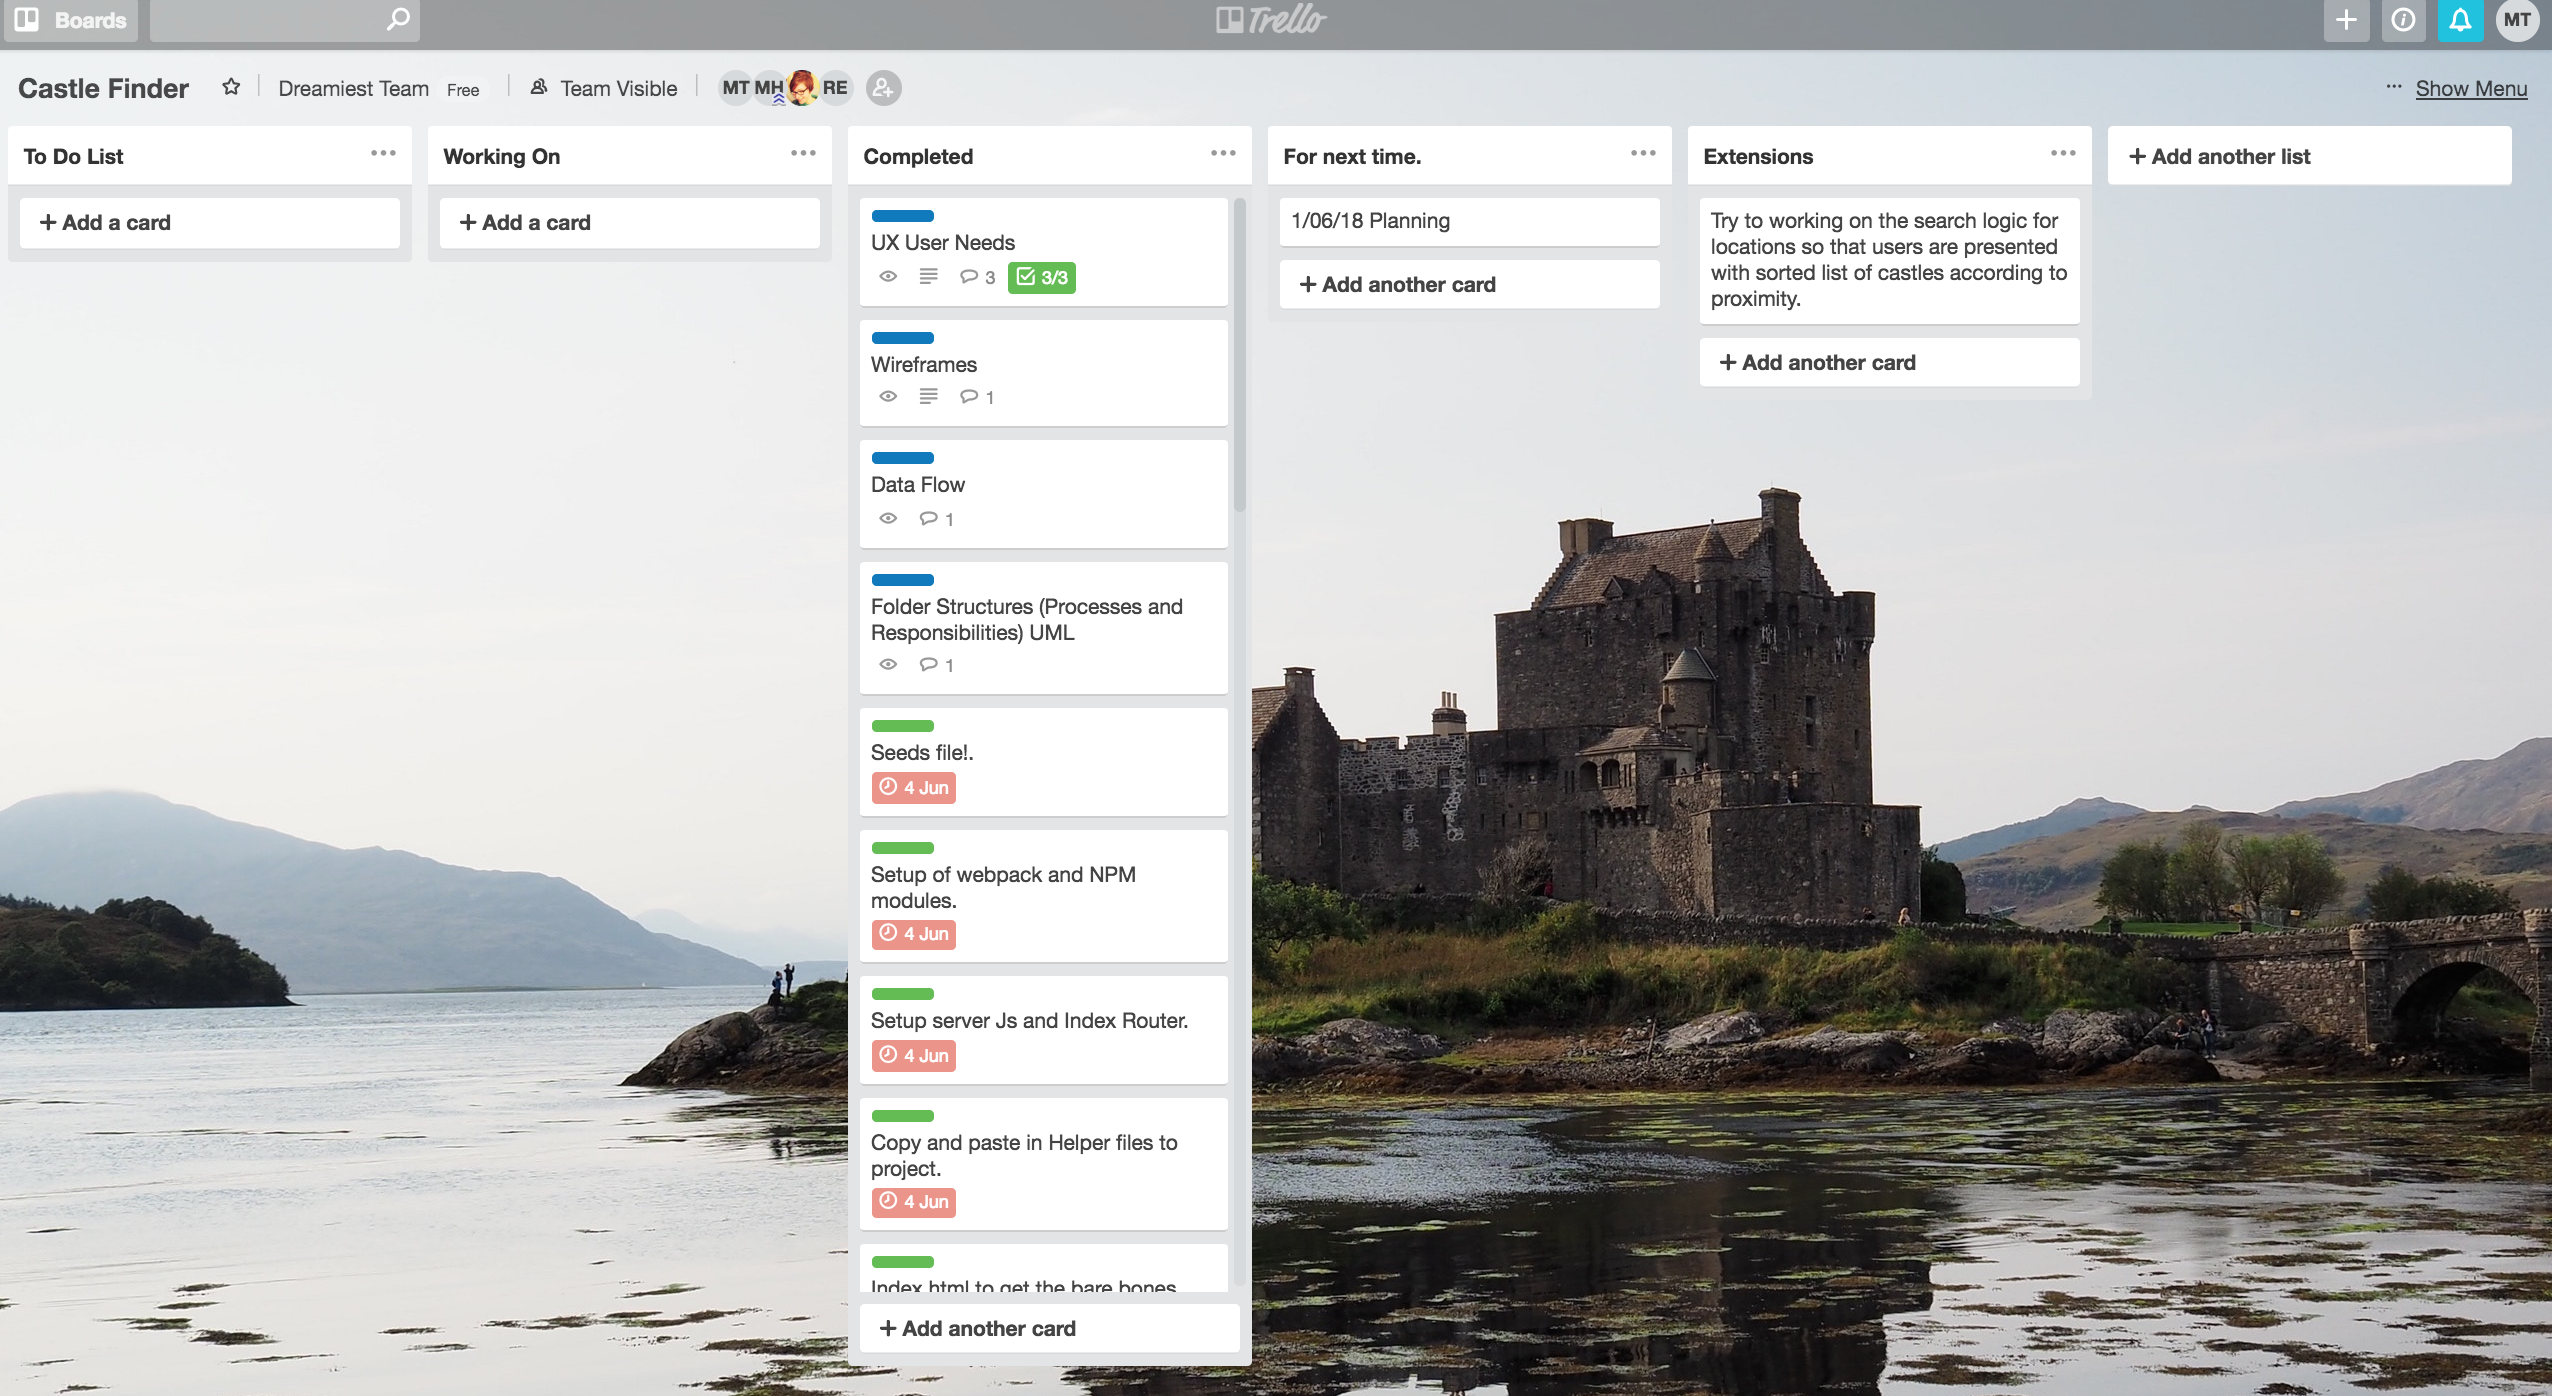 Boards
Trello
MT
Castle Finder
Dreamiest Team Free
Team Visible
MT MH RE
... Show Menu
To Do List
+ Add a card
Working On
+ Add a card
Completed
UX User Needs
3 3/3
Wireframes
1
Data Flow
1
Folder Structures (Processes and
Responsibilities) UML
1
Seeds file!.
4 Jun
Setup of webpack and NPM
modules.
4 Jun
Setup server Js and Index Router.
4 Jun
Copy and paste in Helper files to
project.
4 Jun
Index html to get the bare bones
+ Add another card
For next time.
1/06/18 Planning
+ Add another card
Extensions
Try to working on the search logic for
locations so that users are presented
with sorted list of castles according to
proximity.
+ Add another card
+ Add another list